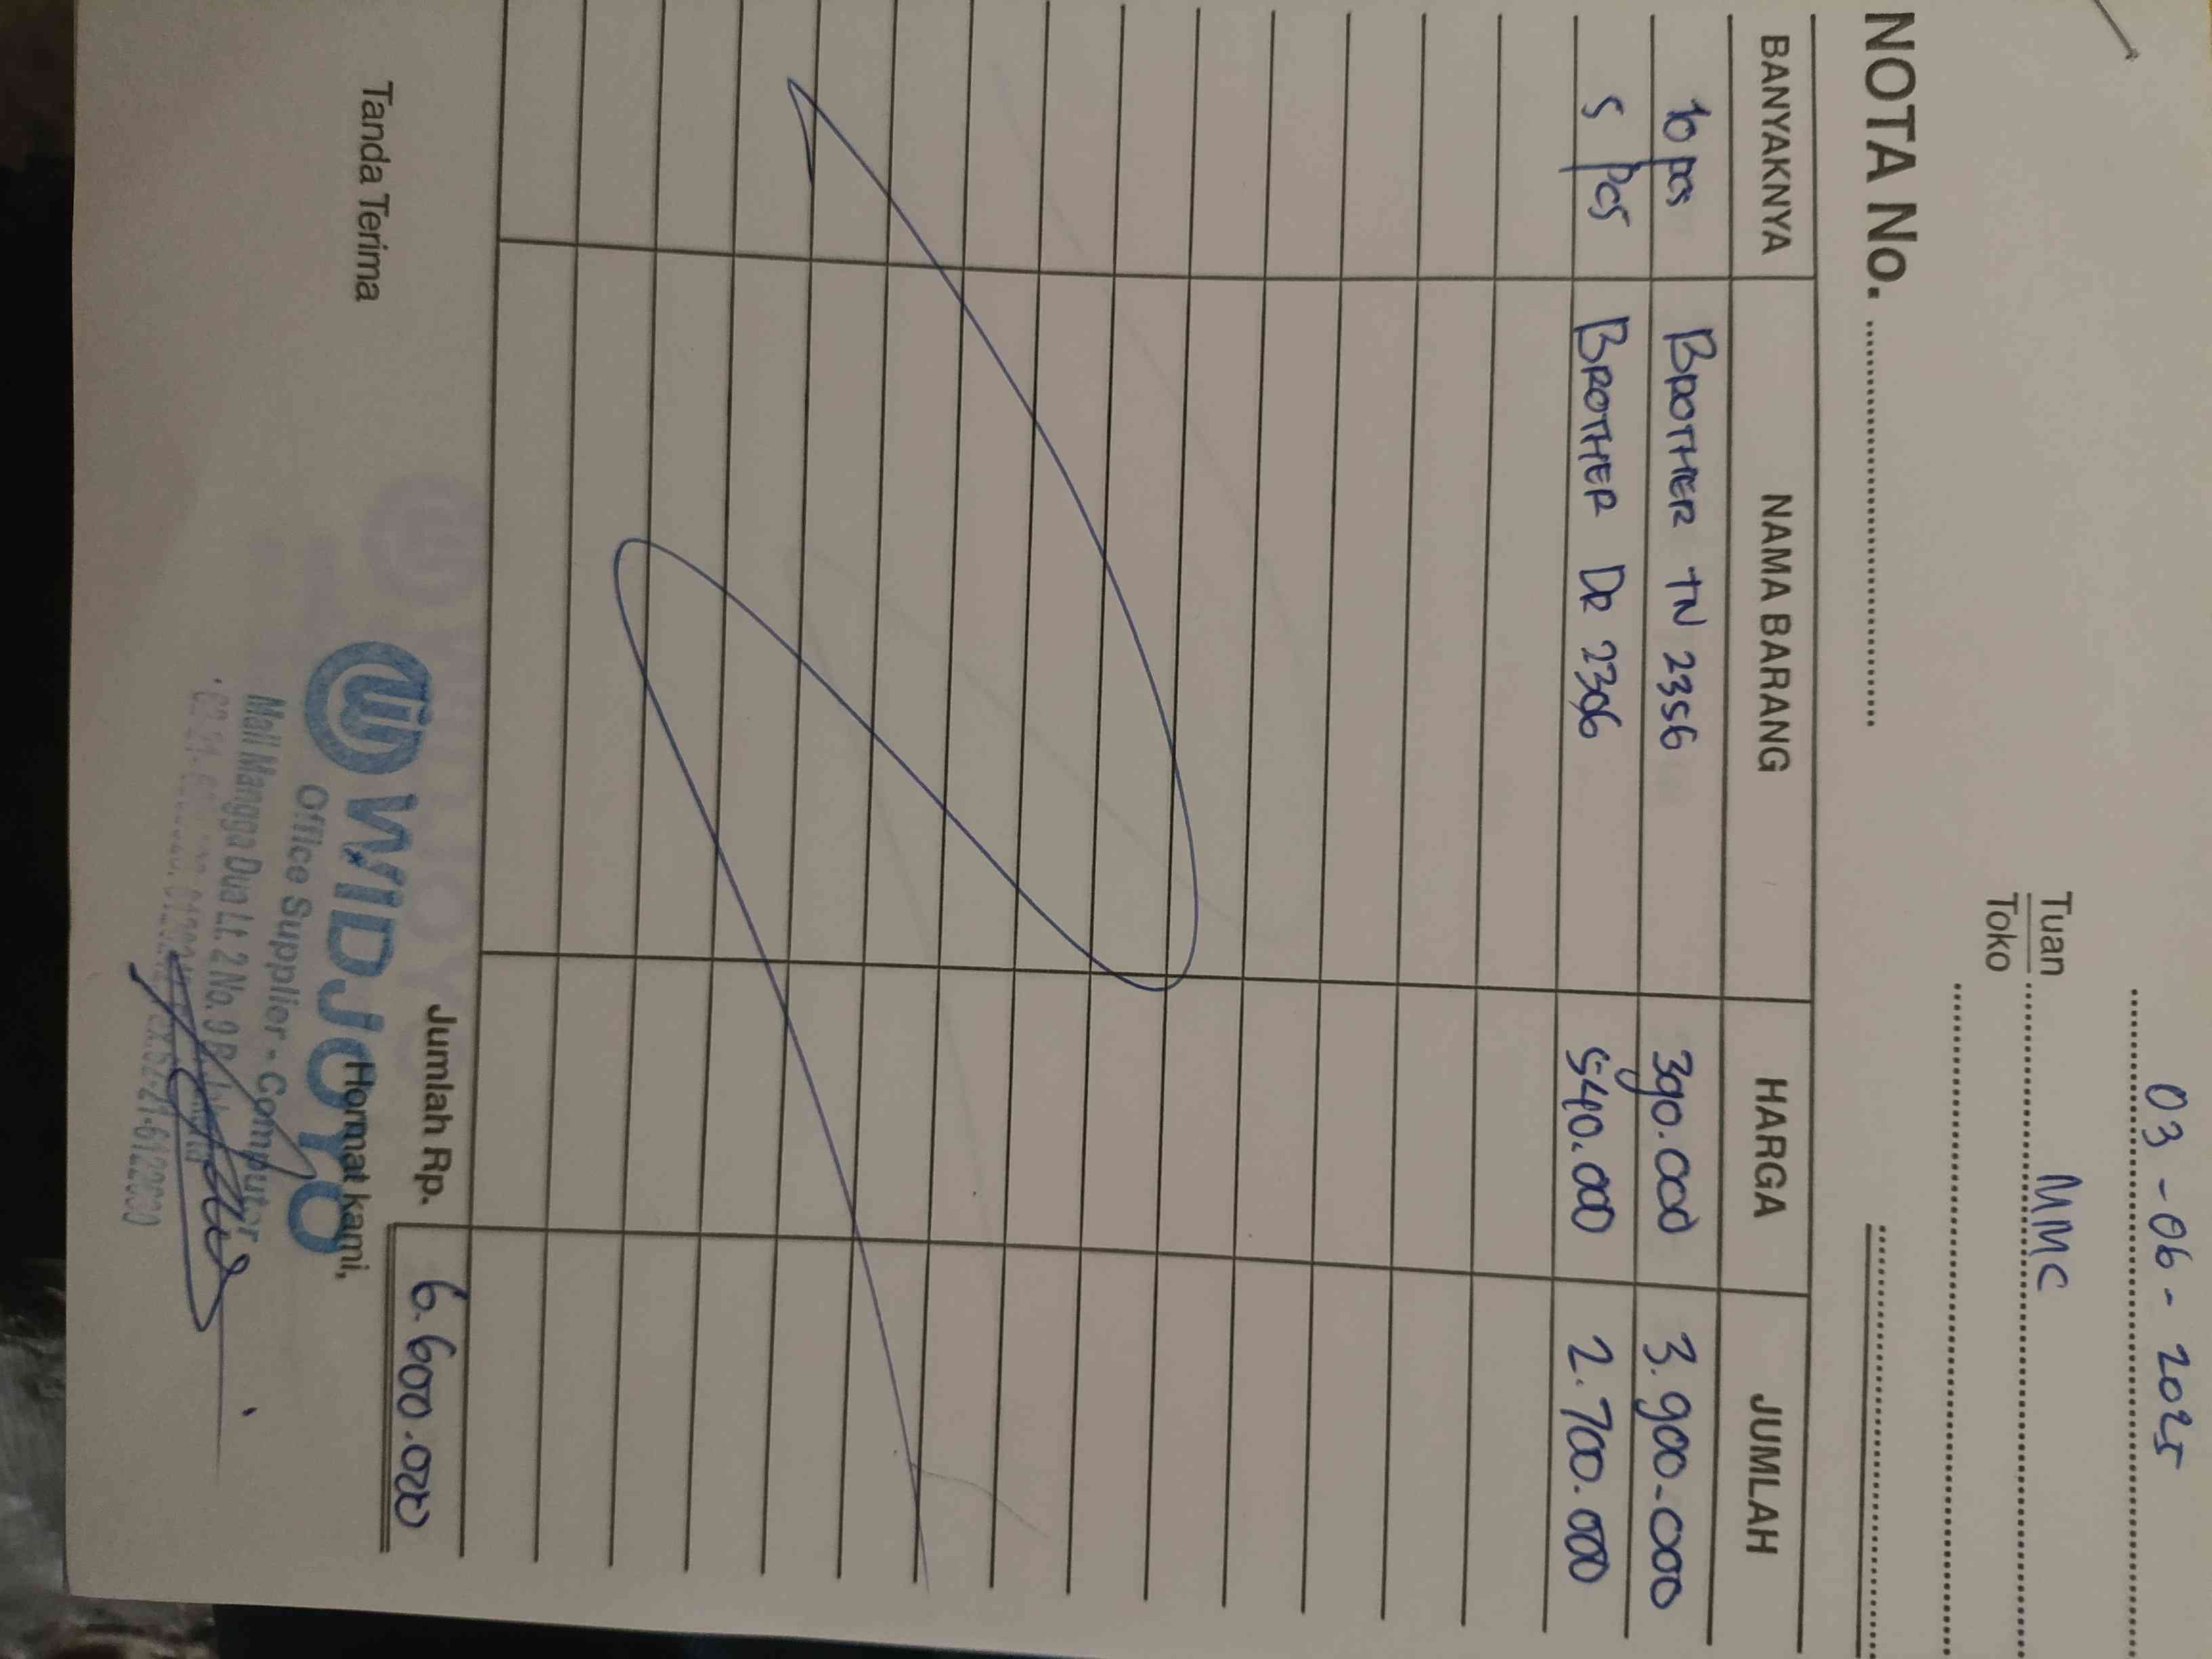 03-06-2025
Tuan MMC
Toko
NOTA No.
BANYAKNYA NAMA BARANG HARGA JUMLAH
10 pcs BROTHER TN 2356 390.000 3.900.000
5 pcs BROTHER DR 2306 540.000 2.700.000
Jumlah Rp. 6.600.000
Tanda Terima Hormat kami,
WIDJOYO
Office Supplier - Computer
Mall Mangga Dua Lt. 2 No.